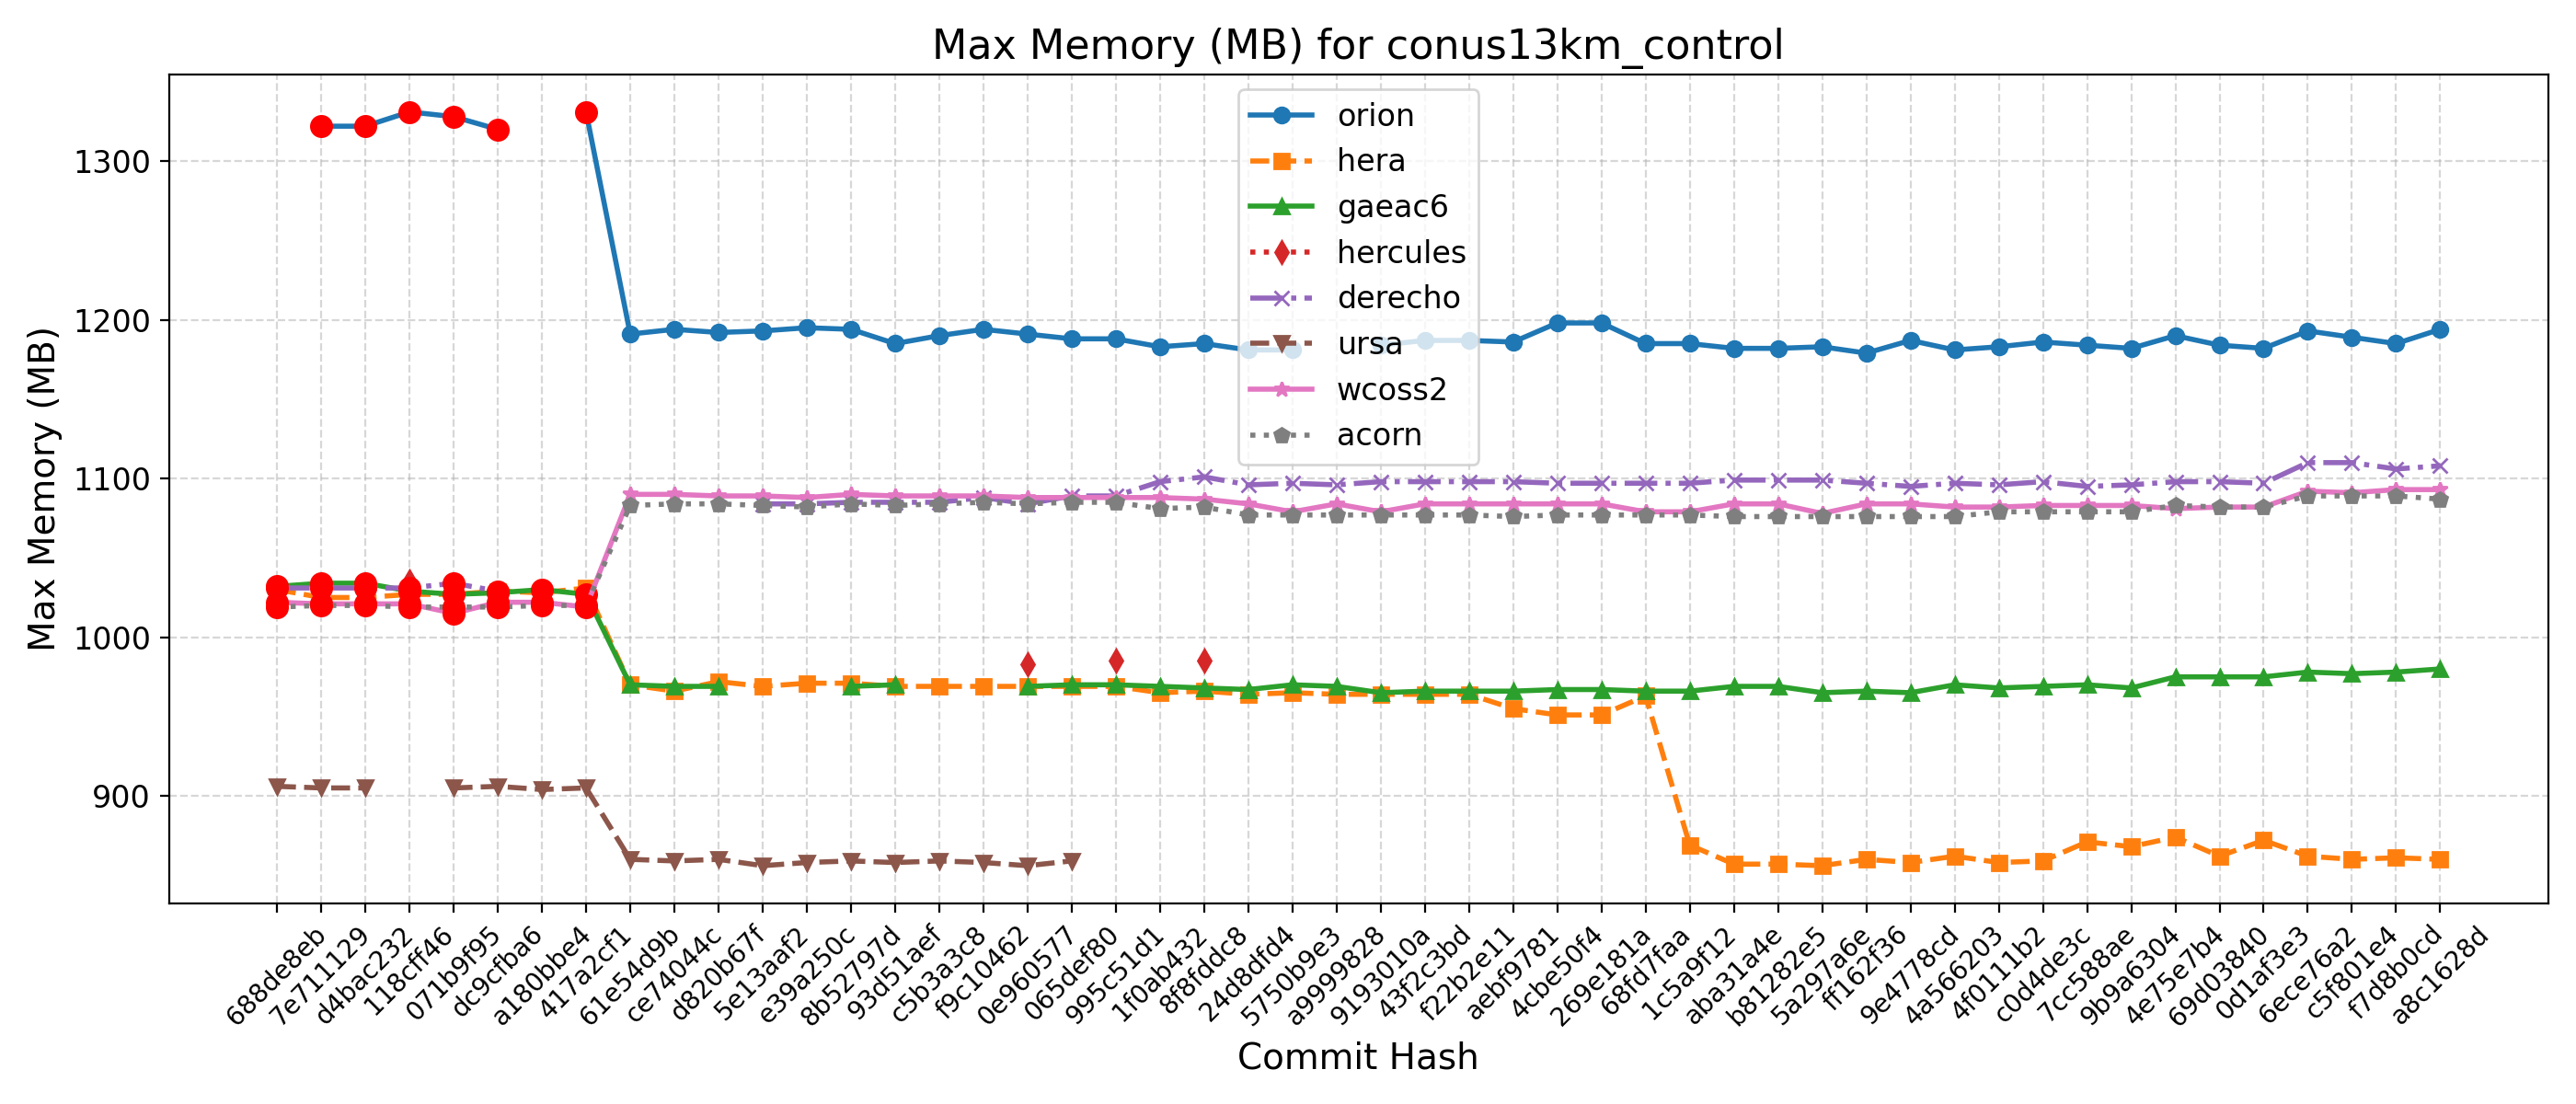 Max Memory (MB) for conus13km_control
Max Memory (MB)
1300
1200
1100
1000
900
orion
hera
gaeac6
hercules
derecho
ursa
wcoss2
acorn
688de8eb
7e711129
d4bac232
118cff46
071b9f95
dc9cfba6
a180bbe4
417a2cf1
61e54d9b
ce74044c
d820b67f
5e13aaf2
e39a250c
8b52797d
93d51aef
c5b3a3c8
f9c10462
0e960577
065def80
995c51d1
1f0ab432
8f8fddc8
24d8dfd4
5750b9e3
a9999828
9193010a
43f2c3bd
f22b2e11
aebf9781
4cbe50f4
269e181a
68fd7faa
1c5a9f12
aba31a4e
b81282e5
5a297a6e
ff162f36
9e4778cd
4a566203
4f0111b2
c0d4de3c
7cc588ae
9b9a6304
4e75e7b4
69d03840
0d1af3e3
6ece76a2
c5f801e4
f7d8b0cd
a8c1628d
Commit Hash